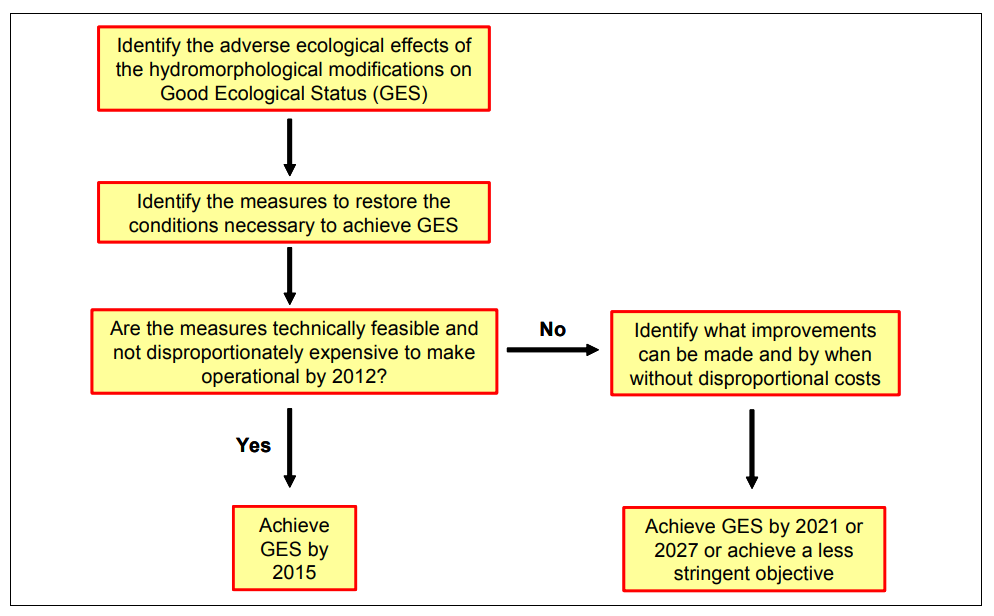 Identify the adverse ecological effects of
the hydromorphological modifications on
Good Ecological Status (GES)
Identify the measures to restore the
conditions necessary to achieve GES
Are the measures technically feasible and
not disproportionately expensive to make
operational by 2012?
No
Identify what improvements
can be made and by when
without disproportional costs
Yes
Achieve
GES by
2015
Achieve GES by 2021 or
2027 or achieve a less
stringent objective